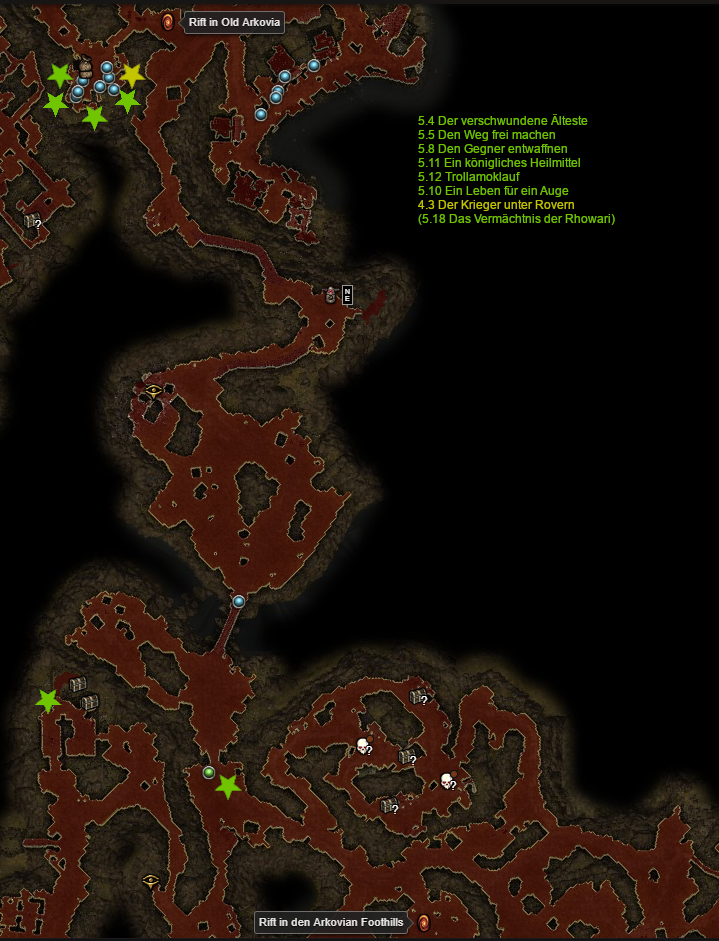 Rift in Old Arkovia
5.4 Der verschwundene Älteste
5.5 Den Weg frei machen
5.8 Den Gegner entwaffnen
5.11 Ein königliches Heilmittel
5.12 Trollamoklauf
5.10 Ein Leben für ein Auge
4.3 Der Krieger unter Rovern
(5.18 Das Vermächtnis der Rhowari)
?
N
E
?
?
?
?
?
Rift in den Arkovian Foothills